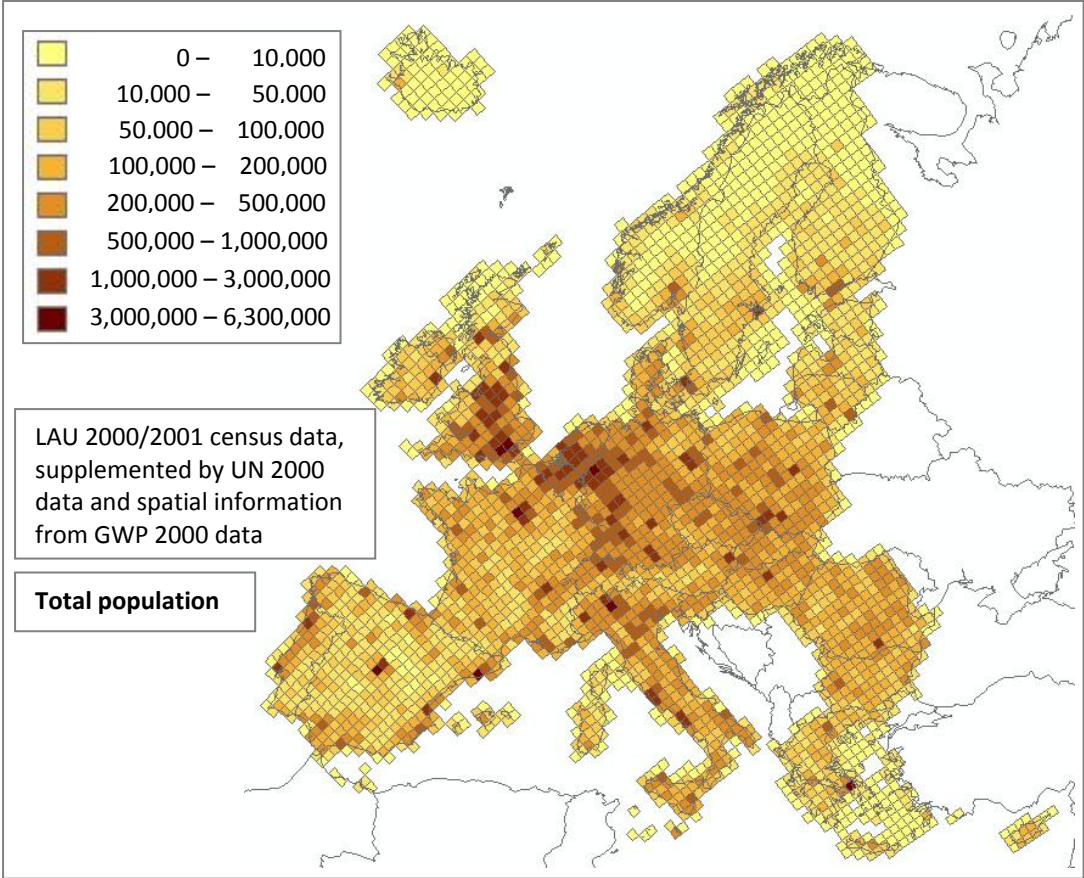 0 – 10,000
10,000 – 50,000
50,000 – 100,000
100,000 – 200,000
200,000 – 500,000
500,000 – 1,000,000
1,000,000 – 3,000,000
3,000,000 – 6,300,000
LAU 2000/2001 census data,
supplemented by UN 2000
data and spatial information
from GWP 2000 data
Total population